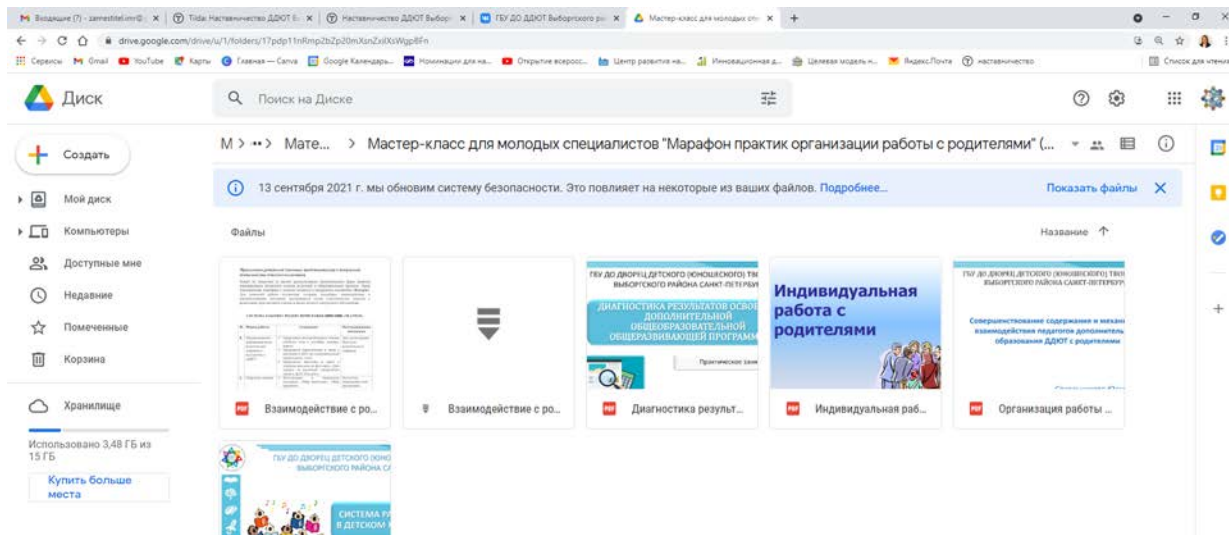 Входящие (7) - zamestitel.imr@
Tilda: Наставничество ДДЮТ В
Наставничество ДДЮТ Выборг
ГБУ ДО ДДЮТ Выборгского ра
Мастер-класс для молодых спе
drive.google.com/drive/u/1/folders/
Сервисы
Gmail
YouTube
Карты
Главная — Canva
Google Календарь...
Номинации для на...
Открытие всеросс...
Центр развития на...
Инновационная д...
Целевая модель н...
Яндекс.Почта
наставничество
Список для чтения
Диск
Поиск на Диске
Создать
М > ••• > Мате... > Мастер-класс для молодых специалистов "Марафон практик организации работы с родителями" (...
13 сентября 2021 г. мы обновим систему безопасности. Это повлияет на некоторые из ваших файлов. Подробнее...
Показать файлы
Мой диск
Компьютеры
Доступные мне
Недавние
Помеченные
Корзина
Хранилище
Использовано 3,48 ГБ из
15 ГБ
Купить больше
места
Файлы
Название
ГБУ ДО ДВОРЕЦ ДЕТСКОГО (ЮНОШЕСКОГО) ТВ
ВЫБОРГСКОГО РАЙОНА САНКТ-ПЕТЕРБУ
ДИАГНОСТИКА РЕЗУЛЬТАТОВ ОСВОЕ
ДОПОЛНИТЕЛЬНОЙ
ОБЩЕОБРАЗОВАТЕЛЬНОЙ
ОБЩЕРАЗВИВАЮЩЕЙ ПРОГРАММ
Практическое заня
Индивидуальная
работа с
родителями
ГБУ ДО ДВОРЕЦ ДЕТСКОГО (ЮНОШЕСКОГО) ТВО
ВЫБОРГСКОГО РАЙОНА САНКТ-ПЕТЕРБУРГ
Совершенствование содержания и механи
взаимодействия педагогов дополнитель
образования ДДЮТ с родителями
Взаимодействие с ро...
Взаимодействие с ро...
Диагностика результ...
Индивидуальная раб...
Организация работы ...
ГБУ ДО ДВОРЕЦ ДЕТСКОГО (ЮНО
ВЫБОРГСКОГО РАЙОНА СА
СИСТЕМА РА
В ДЕТСКОМ К